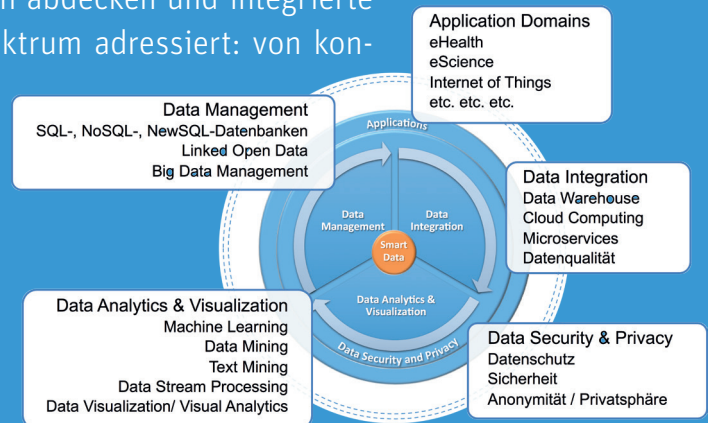 n abdecken und integrierte
ktrum adressiert: von kon-
Application Domains
eHealth
eScience
Internet of Things
etc. etc. etc.
Data Management
SQL-, NoSQL-, NewSQL-Datenbanken
Linked Open Data
Big Data Management
Applications
Data Integration
Data Warehouse
Cloud Computing
Microservices
Datenqualität
Data
Management
Data
Integration
Smart
Data
Data Analytics &
Visualization
Data Security and Privacy
Data Analytics & Visualization
Machine Learning
Data Mining
Text Mining
Data Stream Processing
Data Visualization/ Visual Analytics
Data Security & Privacy
Datenschutz
Sicherheit
Anonymität / Privatsphäre